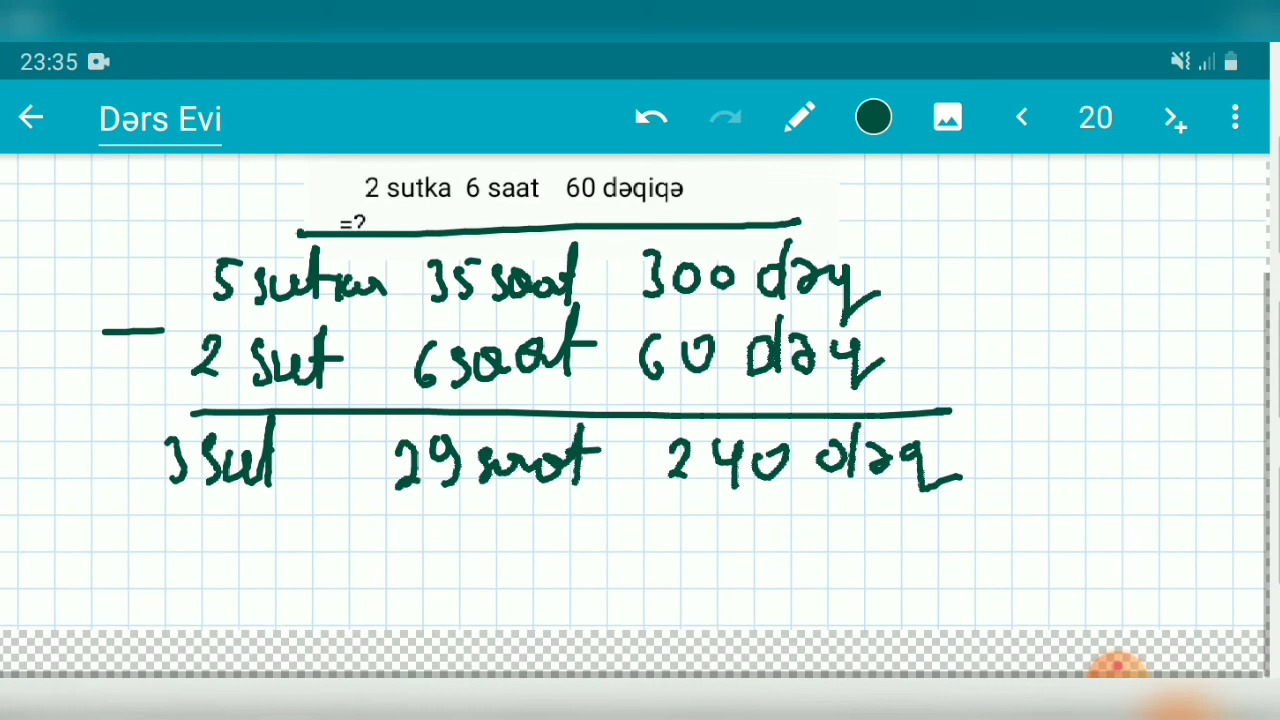 23:35
Dərs Evi
20
2 sutka 6 saat 60 dəqiqə
=?
5 sutka 35 saat 300 dəq
— 2 sut 6 saat 60 dəq
3 sut 29 saat 240 dəq